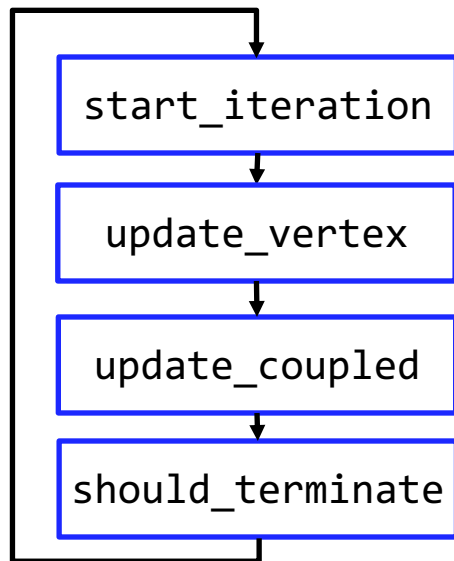 start_iteration
update_vertex
update_coupled
should_terminate